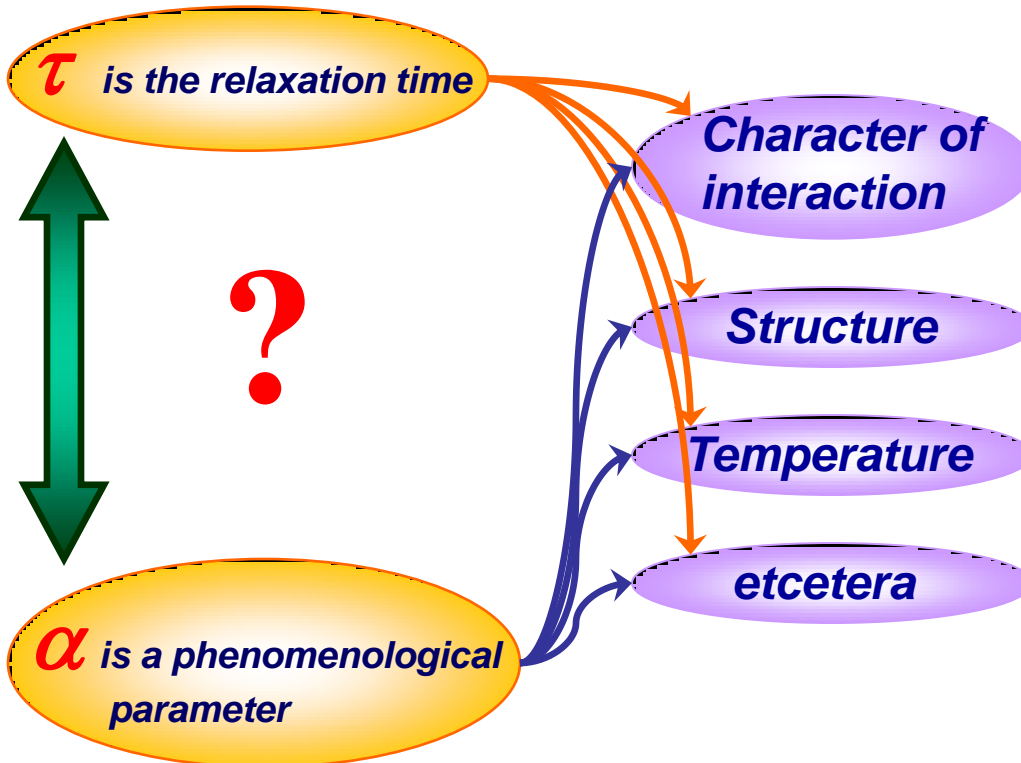 τ is the relaxation time
Character of
interaction
?
Structure
Temperature
etcetera
α is a phenomenological
parameter